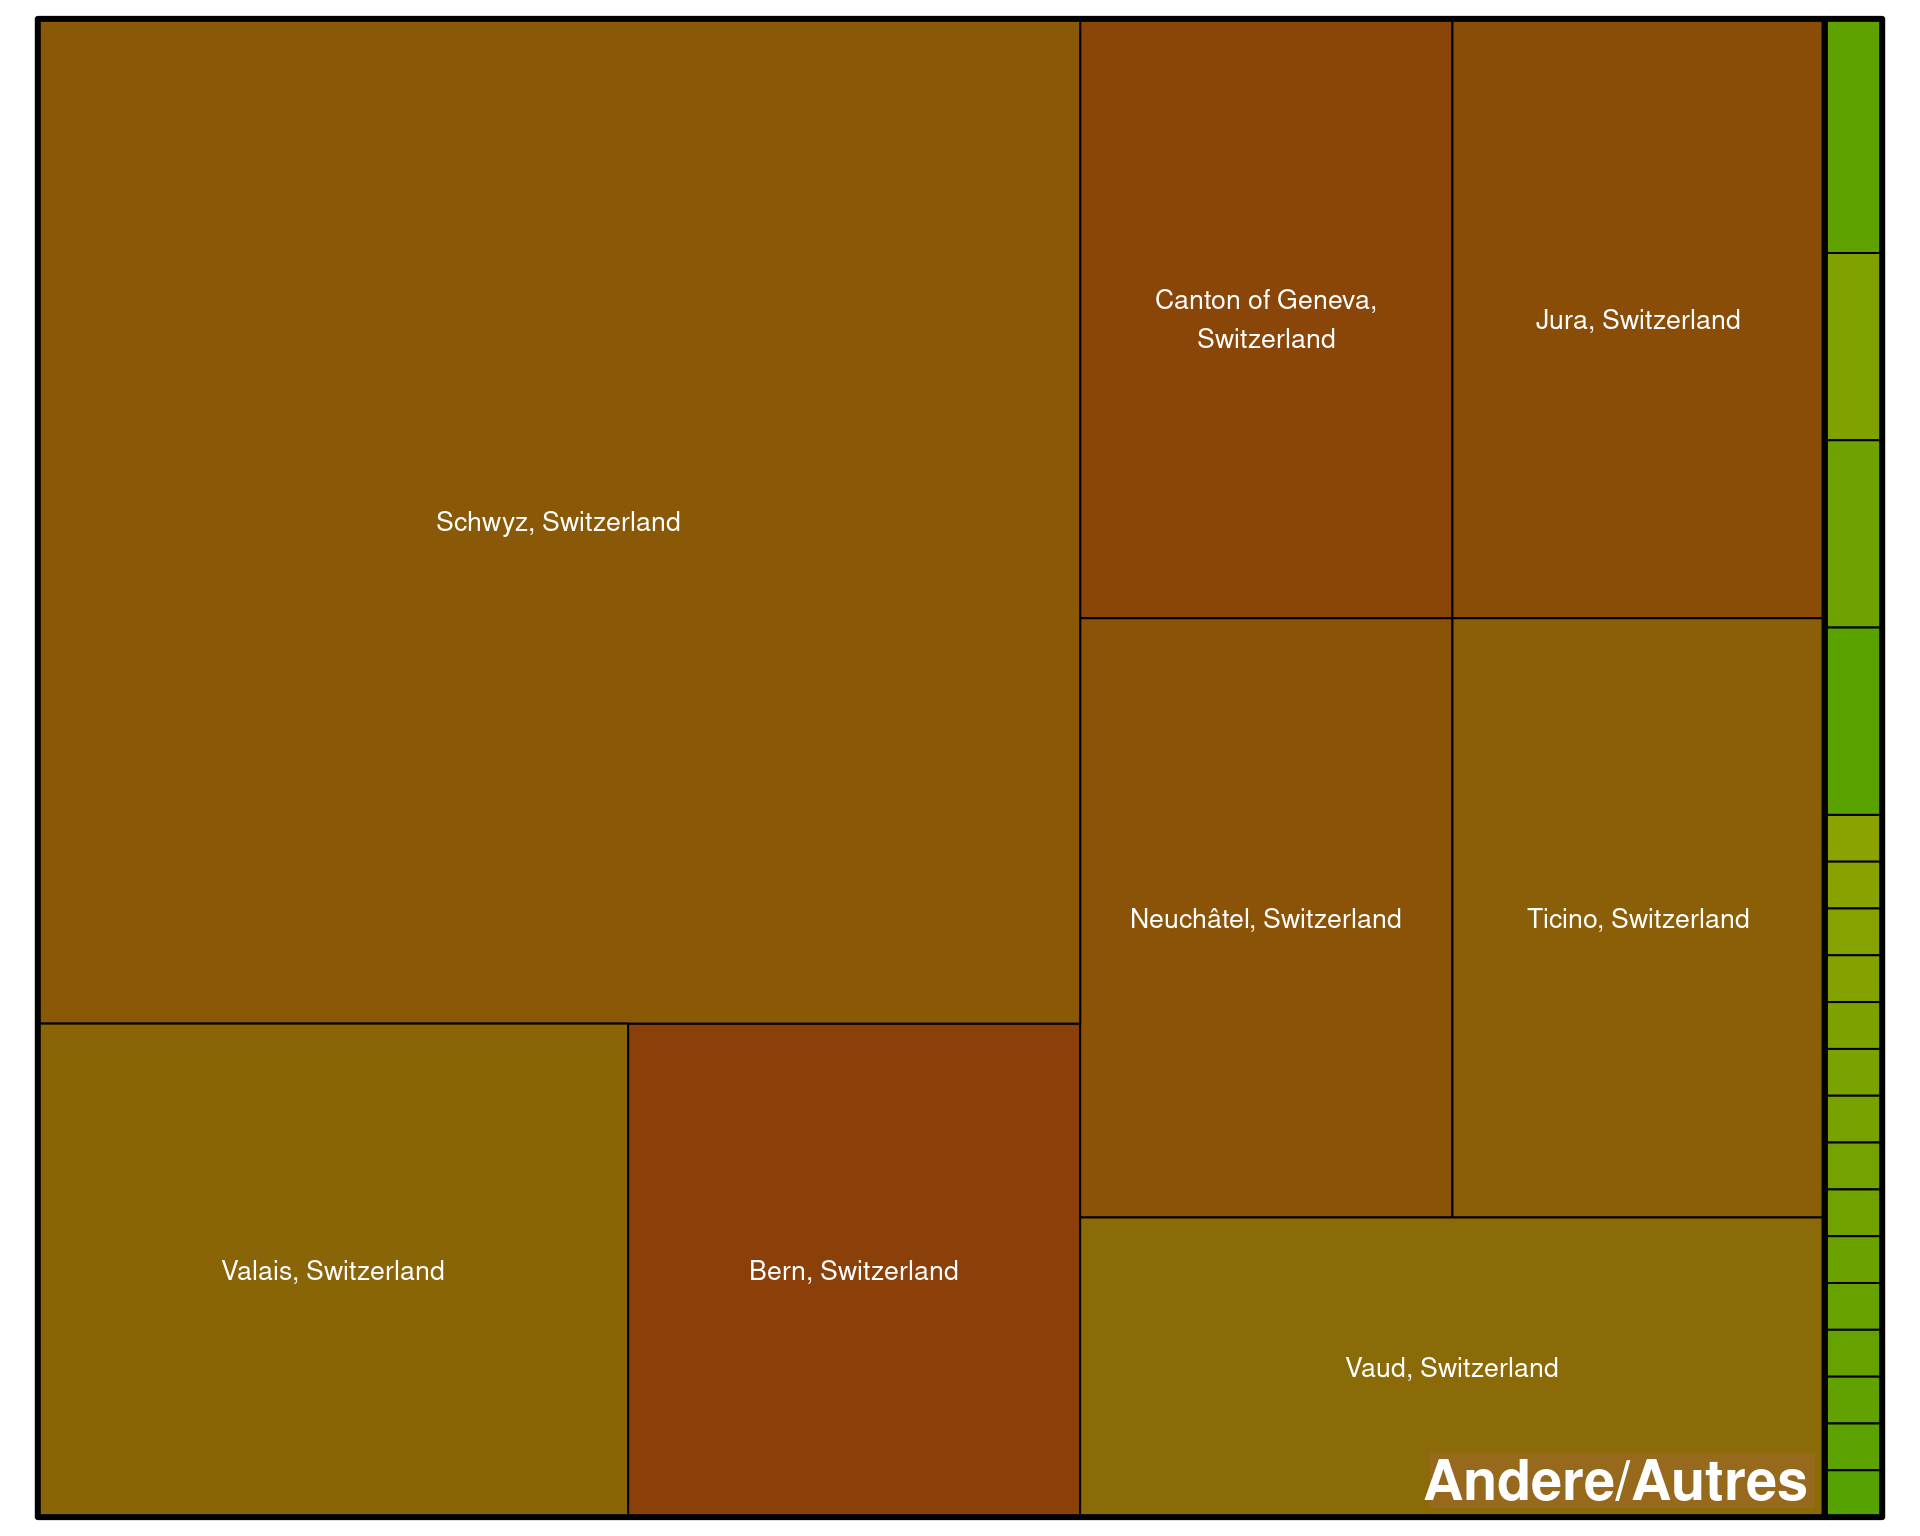 Schwyz, Switzerland
Canton of Geneva,
Switzerland
Jura, Switzerland
Neuchâtel, Switzerland
Ticino, Switzerland
Valais, Switzerland
Bern, Switzerland
Vaud, Switzerland
Andere/Autres